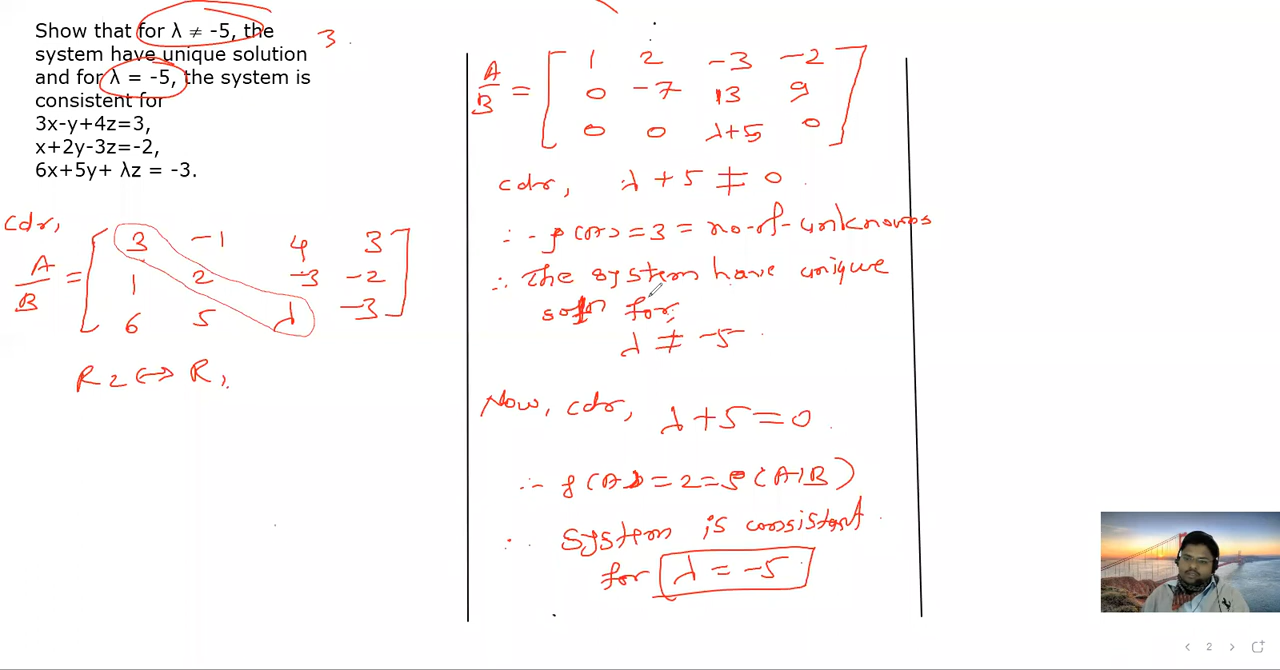 Show that for λ ≠ -5, the
system have unique solution
and for λ = -5, the system is
consistent for
3x-y+4z=3,
x+2y-3z=-2,
6x+5y+ λz = -3.
3
cdr,
A/B = [ 3 -1 4 3
1 2 -3 -2
6 5 λ -3 ]
R2 ↔ R1
A/B = [ 1 2 -3 -2
0 -7 13 9
0 0 λ+5 0 ]
cdr, λ + 5 ≠ 0
∴ ρ(A) = 3 = no-of-unknowns
∴ The system have unique
soln for,
λ ≠ -5
Now, cdr, λ+5=0
∴ ρ(A) = 2 = ρ(A|B)
∴ System is consistent
for λ = -5
2